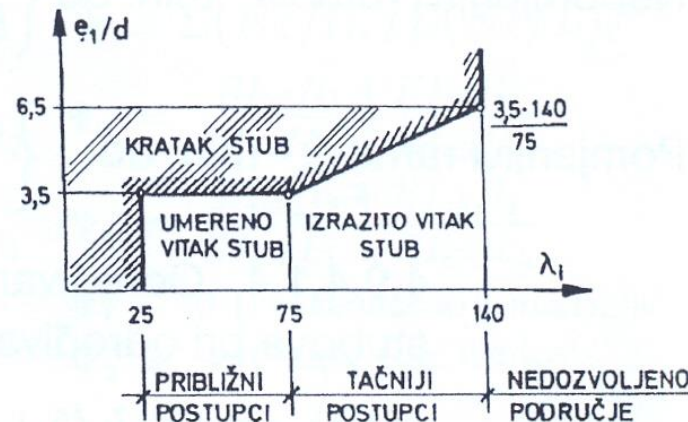 e₁/d
6,5
3,5·140
75
KRATAK STUB
3,5
UMERENO
VITAK STUB
IZRAZITO VITAK
STUB
λi
25
75
140
PRIBLIŽNI
POSTUPCI
TAČNIJI
POSTUPCI
NEDOZVOLJENO
PODRUČJE